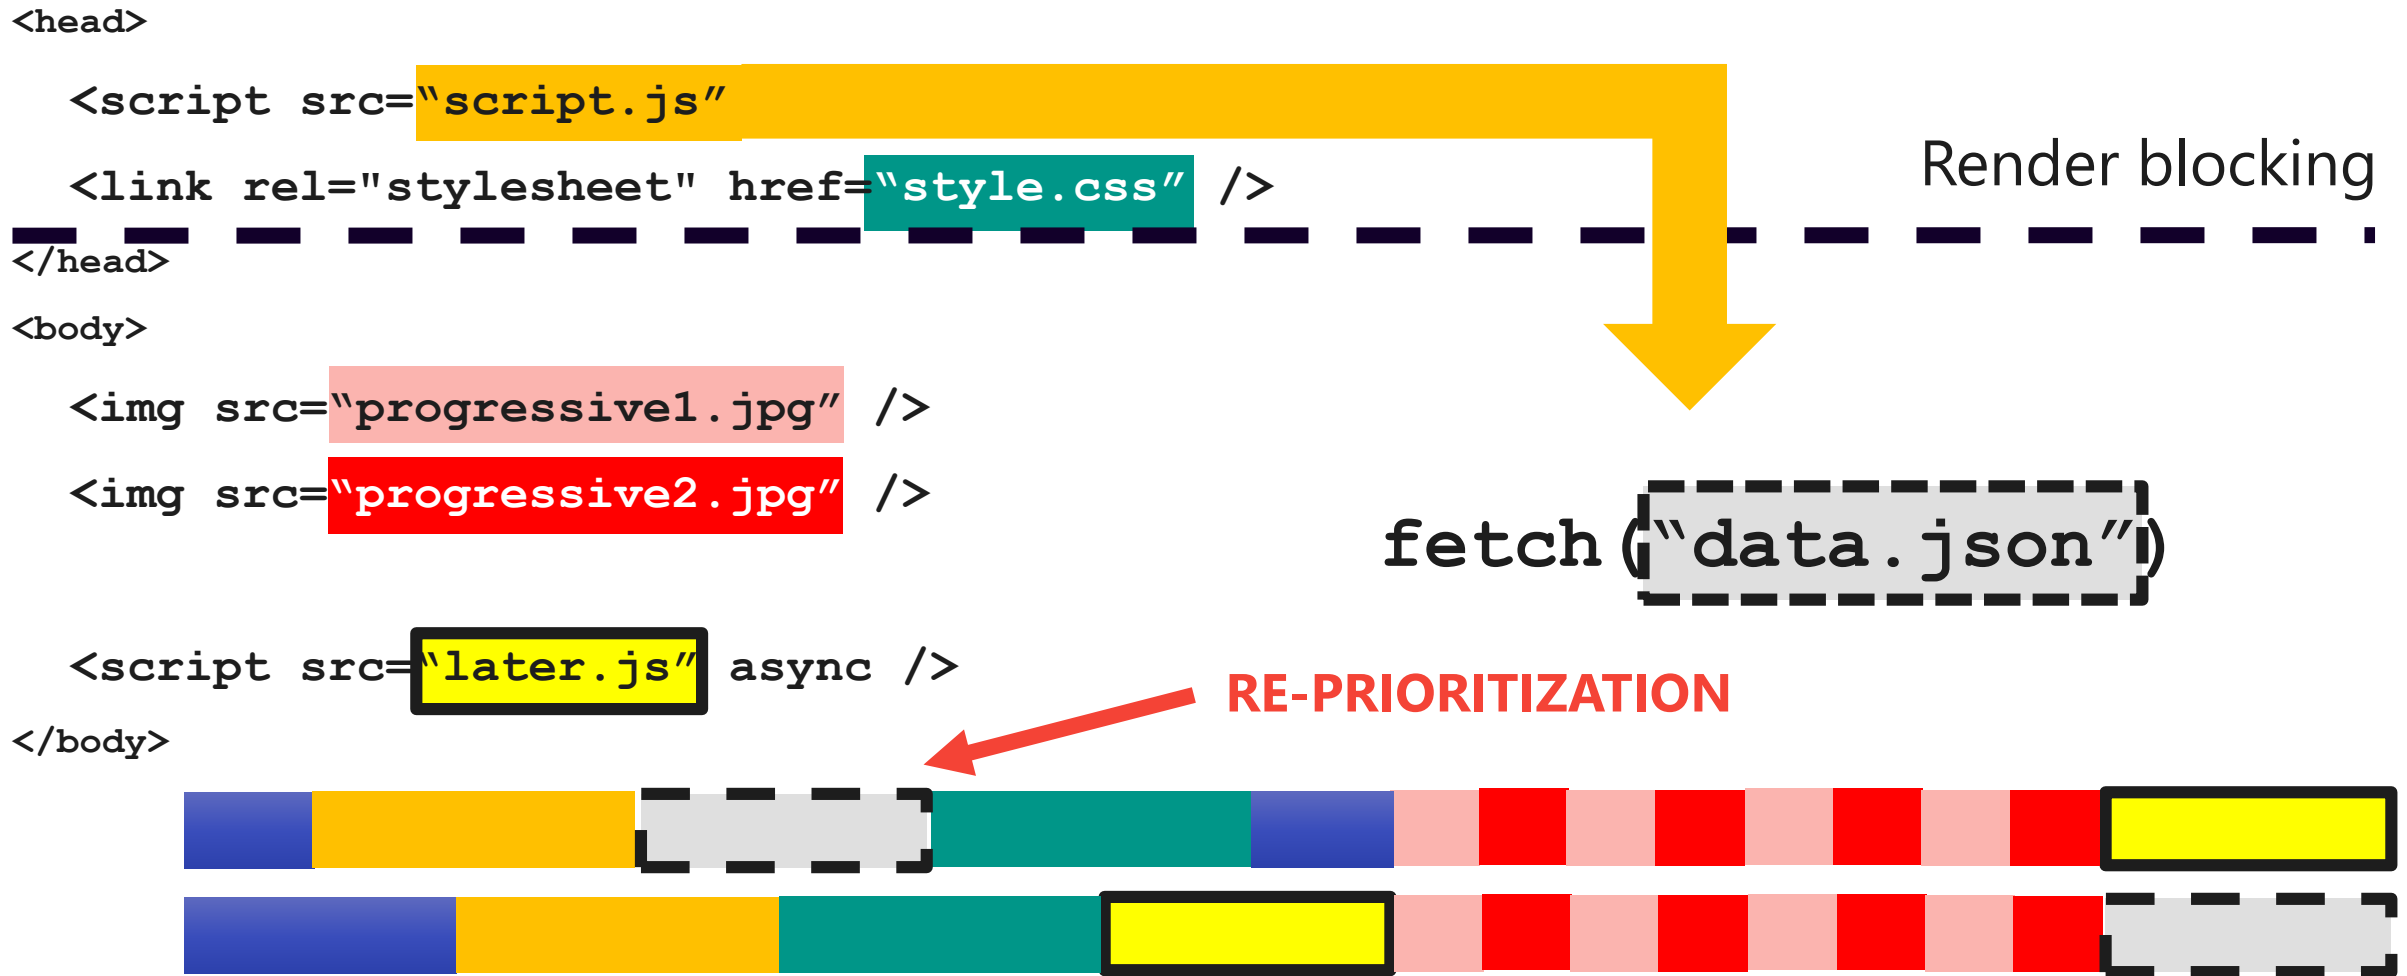 <head>
<script src=“script.js”
Render blocking
<link rel="stylesheet" href=“style.css” />
</head>
<body>
<img src=“progressive1.jpg” />
<img src=“progressive2.jpg” />
fetch(“data.json”)
<script src=“later.js” async />
RE-PRIORITIZATION
</body>